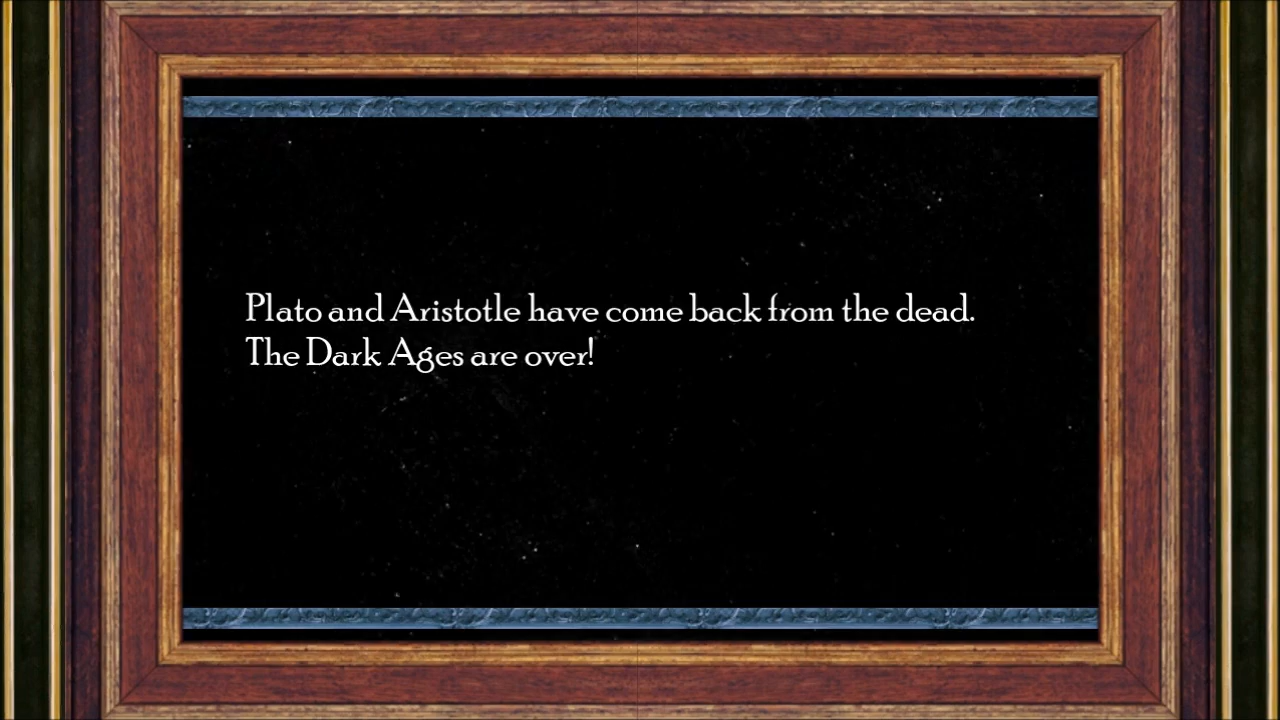 Plato and Aristotle have come back from the dead.
The Dark Ages are over!